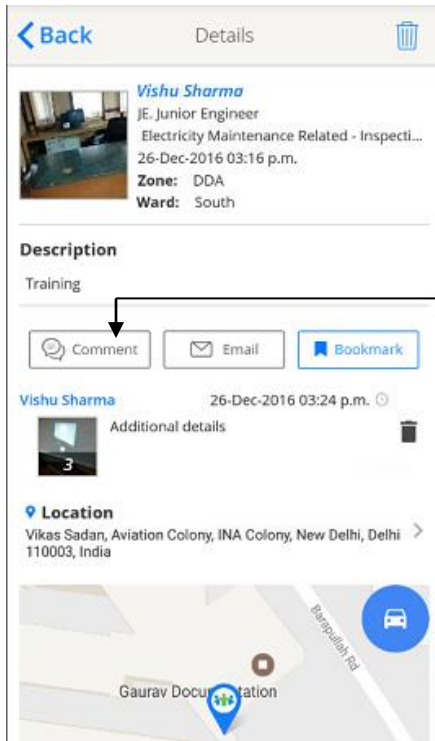 Back
Details
Vishu Sharma
JE. Junior Engineer
Electricity Maintenance Related - Inspecti...
26-Dec-2016 03:16 p.m.
Zone: DDA
Ward: South
Description
Training
Comment
Email
Bookmark
Vishu Sharma 26-Dec-2016 03:24 p.m.
Additional details
3
Location
Vikas Sadan, Aviation Colony, INA Colony, New Delhi, Delhi
110003, India
Barapullah Rd
Gaurav Docu tation